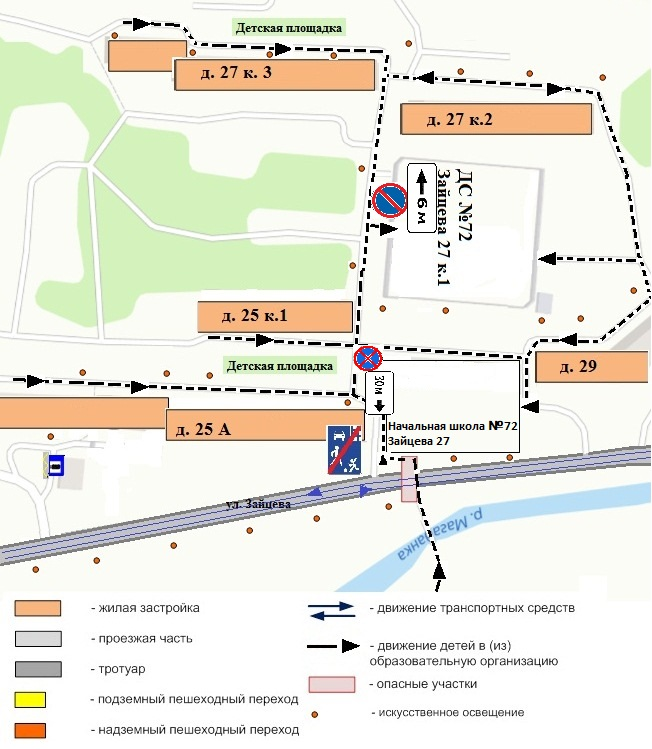 Детская площадка
д. 27 к. 3
д. 27 к.2
ДС №72
Зайцева 27 к.1
6 м
д. 25 к.1
Детская площадка
д. 29
30м
Начальная школа №72
Зайцева 27
д. 25 А
ул. Зайцева
р. Магаданка
- жилая застройка
- проезжая часть
- тротуар
- подземный пешеходный переход
- надземный пешеходный переход
- движение транспортных средств
- движение детей в (из)
образовательную организацию
- опасные участки
- искусственное освещение